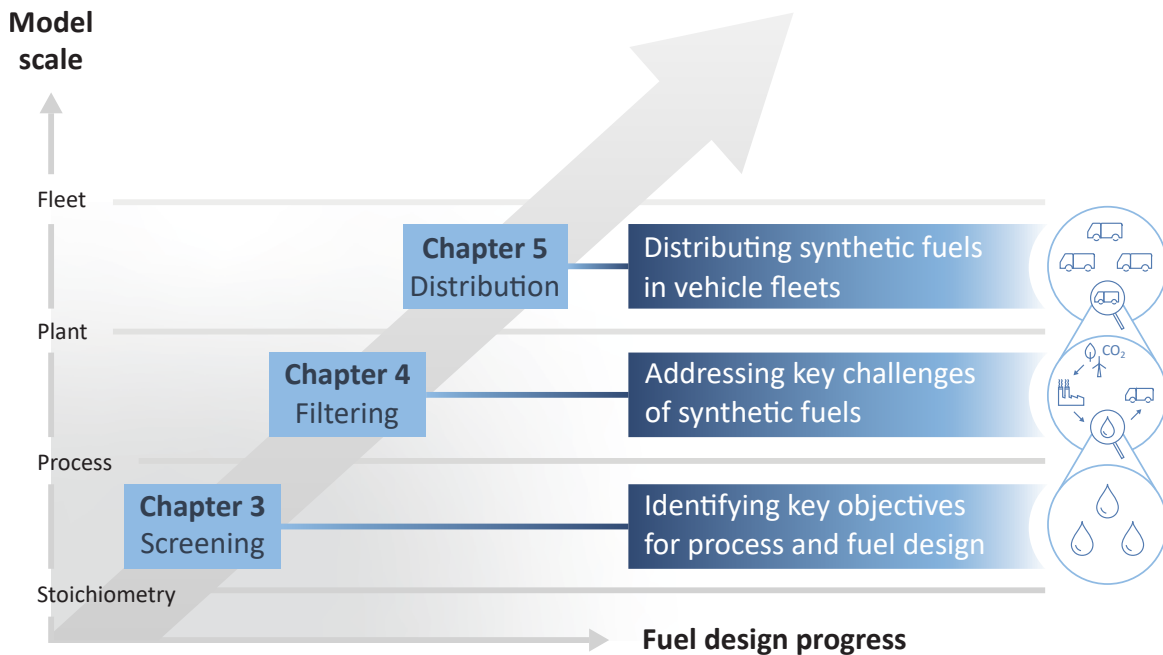 Model
scale
Fleet
Chapter 5
Distribution
Distributing synthetic fuels
in vehicle fleets
Plant
Chapter 4
Filtering
Addressing key challenges
of synthetic fuels
CO₂
Process
Chapter 3
Screening
Identifying key objectives
for process and fuel design
Stoichiometry
Fuel design progress